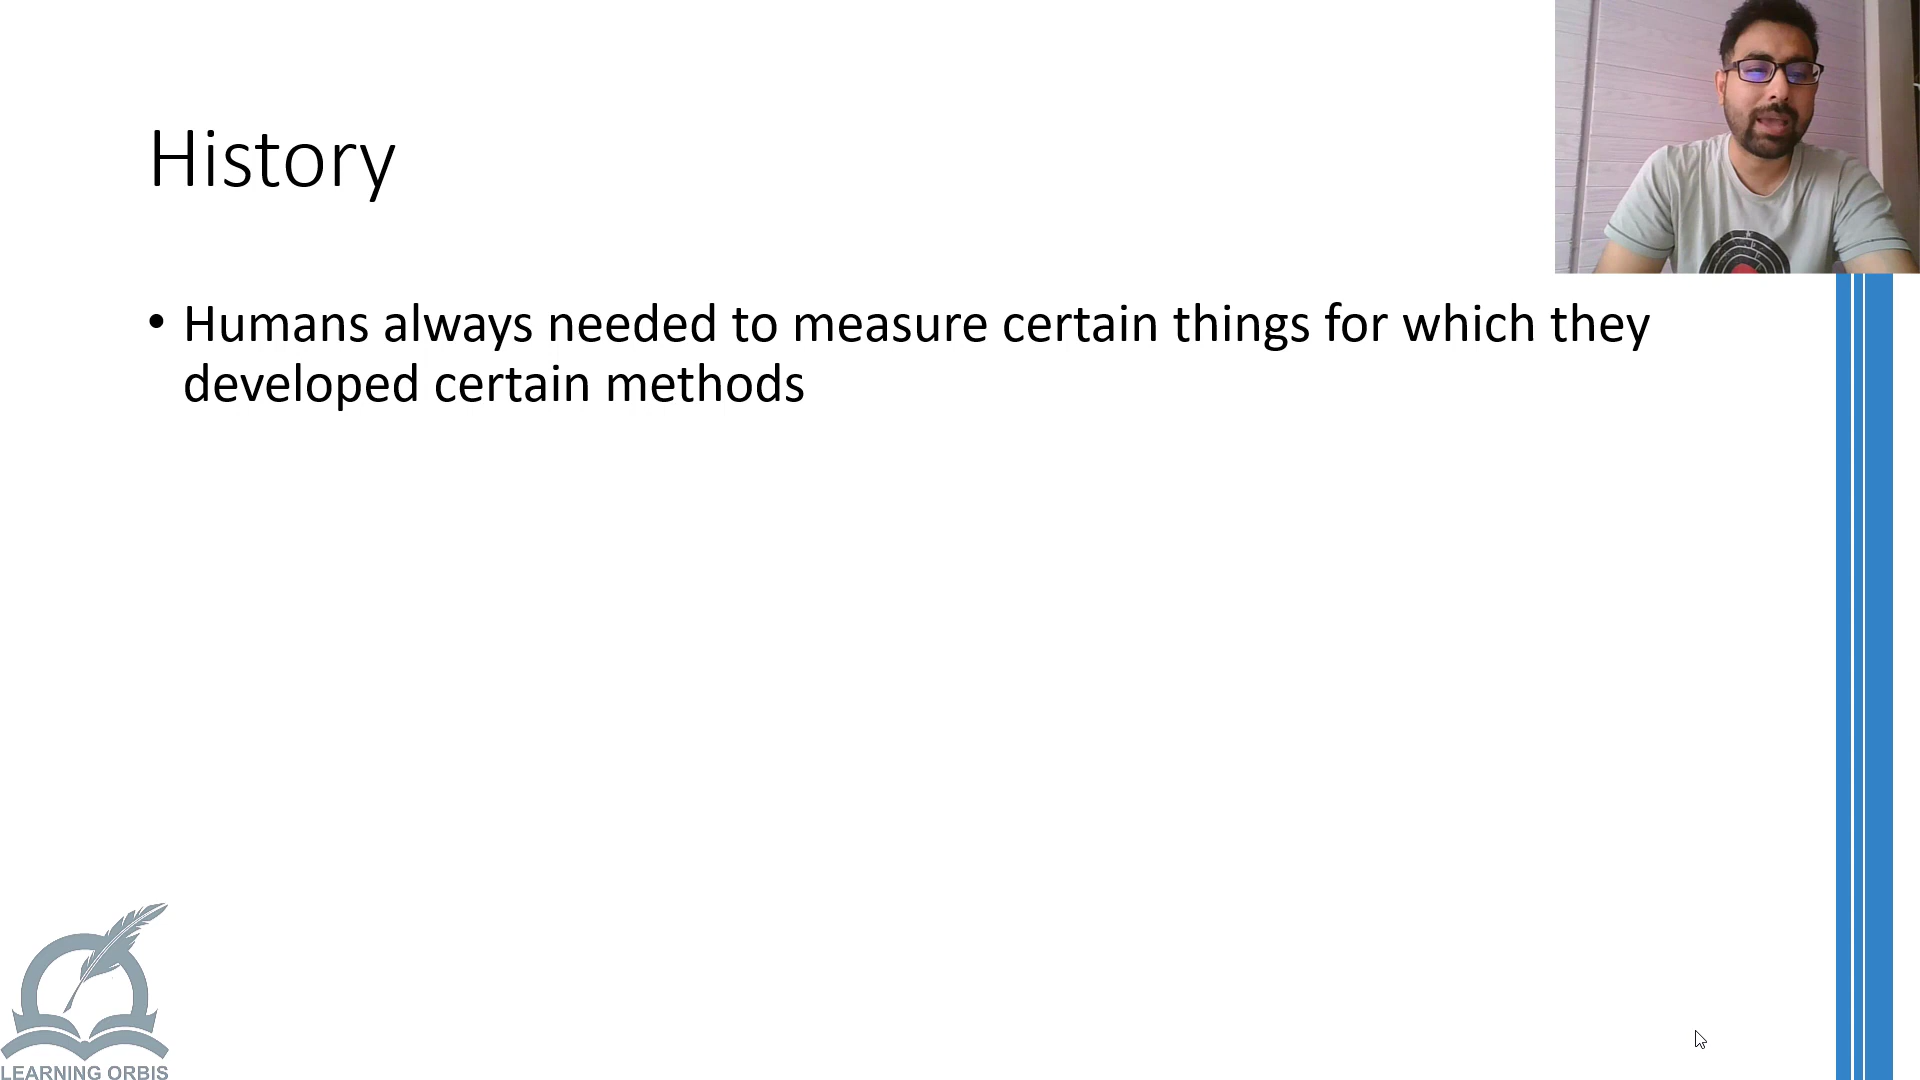 History
• Humans always needed to measure certain things for which they
developed certain methods
LEARNING ORBIS